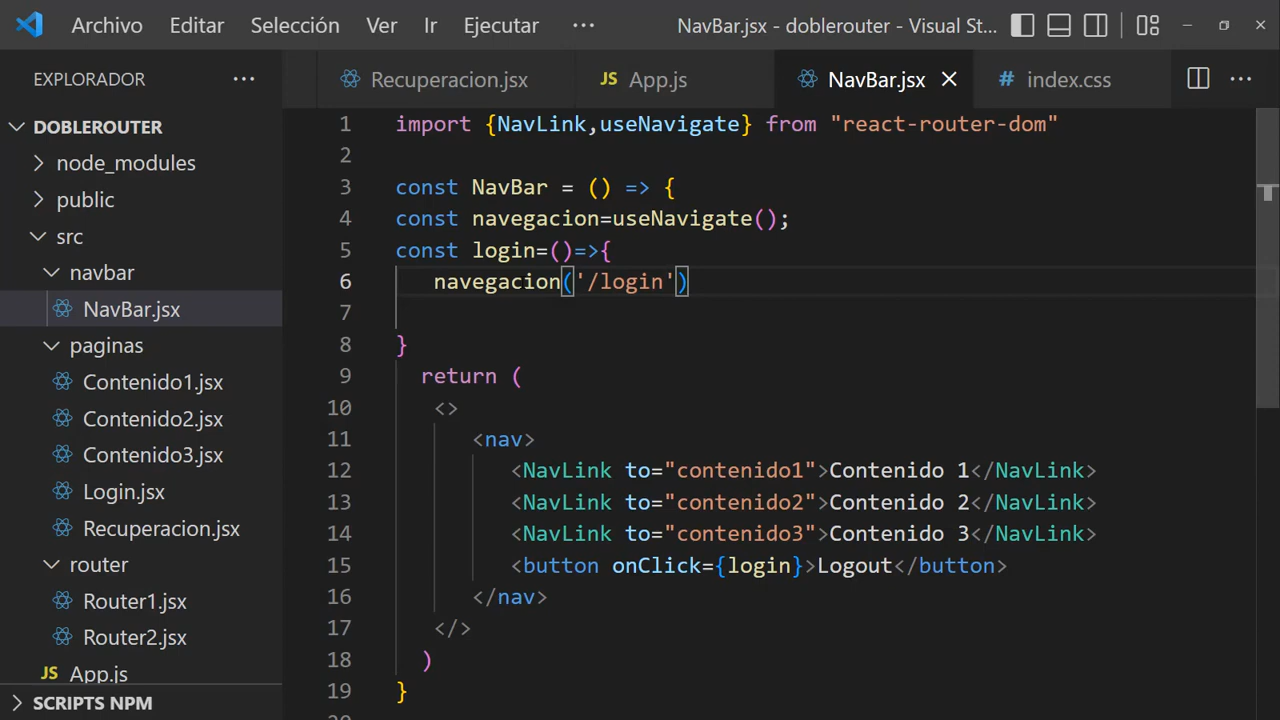 Archivo Editar Selección Ver Ir Ejecutar ··· NavBar.jsx - doblerouter - Visual St...
EXPLORADOR ···
Recuperacion.jsx JS App.js NavBar.jsx # index.css ···
DOBLEROUTER
node_modules
public
src
navbar
NavBar.jsx
paginas
Contenido1.jsx
Contenido2.jsx
Contenido3.jsx
Login.jsx
Recuperacion.jsx
router
Router1.jsx
Router2.jsx
JS App.js
SCRIPTS NPM
1 import {NavLink,useNavigate} from "react-router-dom"
2
3 const NavBar = () => {
4 const navegacion=useNavigate();
5 const login=()=>{
6 navegacion('/login')
7
8 }
9 return (
10 <>
11 <nav>
12 <NavLink to="contenido1">Contenido 1</NavLink>
13 <NavLink to="contenido2">Contenido 2</NavLink>
14 <NavLink to="contenido3">Contenido 3</NavLink>
15 <button onClick={login}>Logout</button>
16 </nav>
17 </>
18 )
19 }